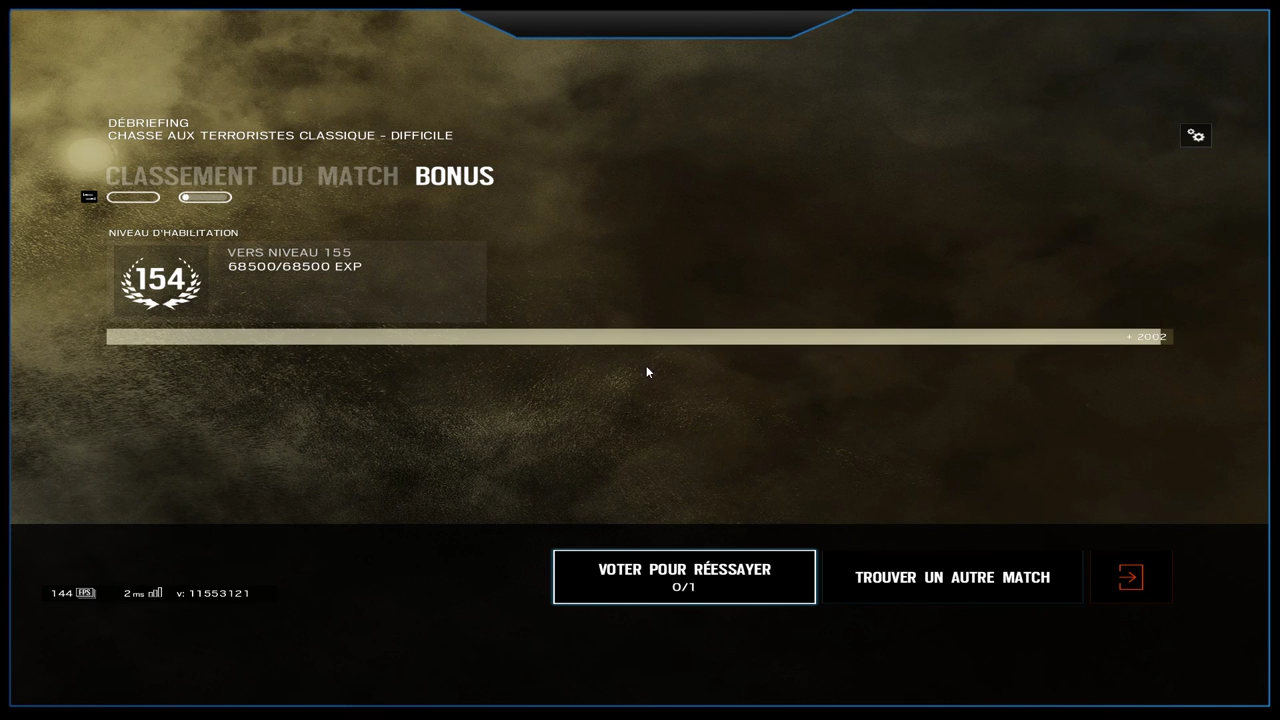 DÉBRIEFING
CHASSE AUX TERRORISTES CLASSIQUE - DIFFICILE
CLASSEMENT DU MATCH BONUS
NIVEAU D'HABILITATION
154
VERS NIVEAU 155
68500/68500 EXP
+ 2002
VOTER POUR RÉESSAYER
0/1
TROUVER UN AUTRE MATCH
144 FPS 2 ms v: 11553121